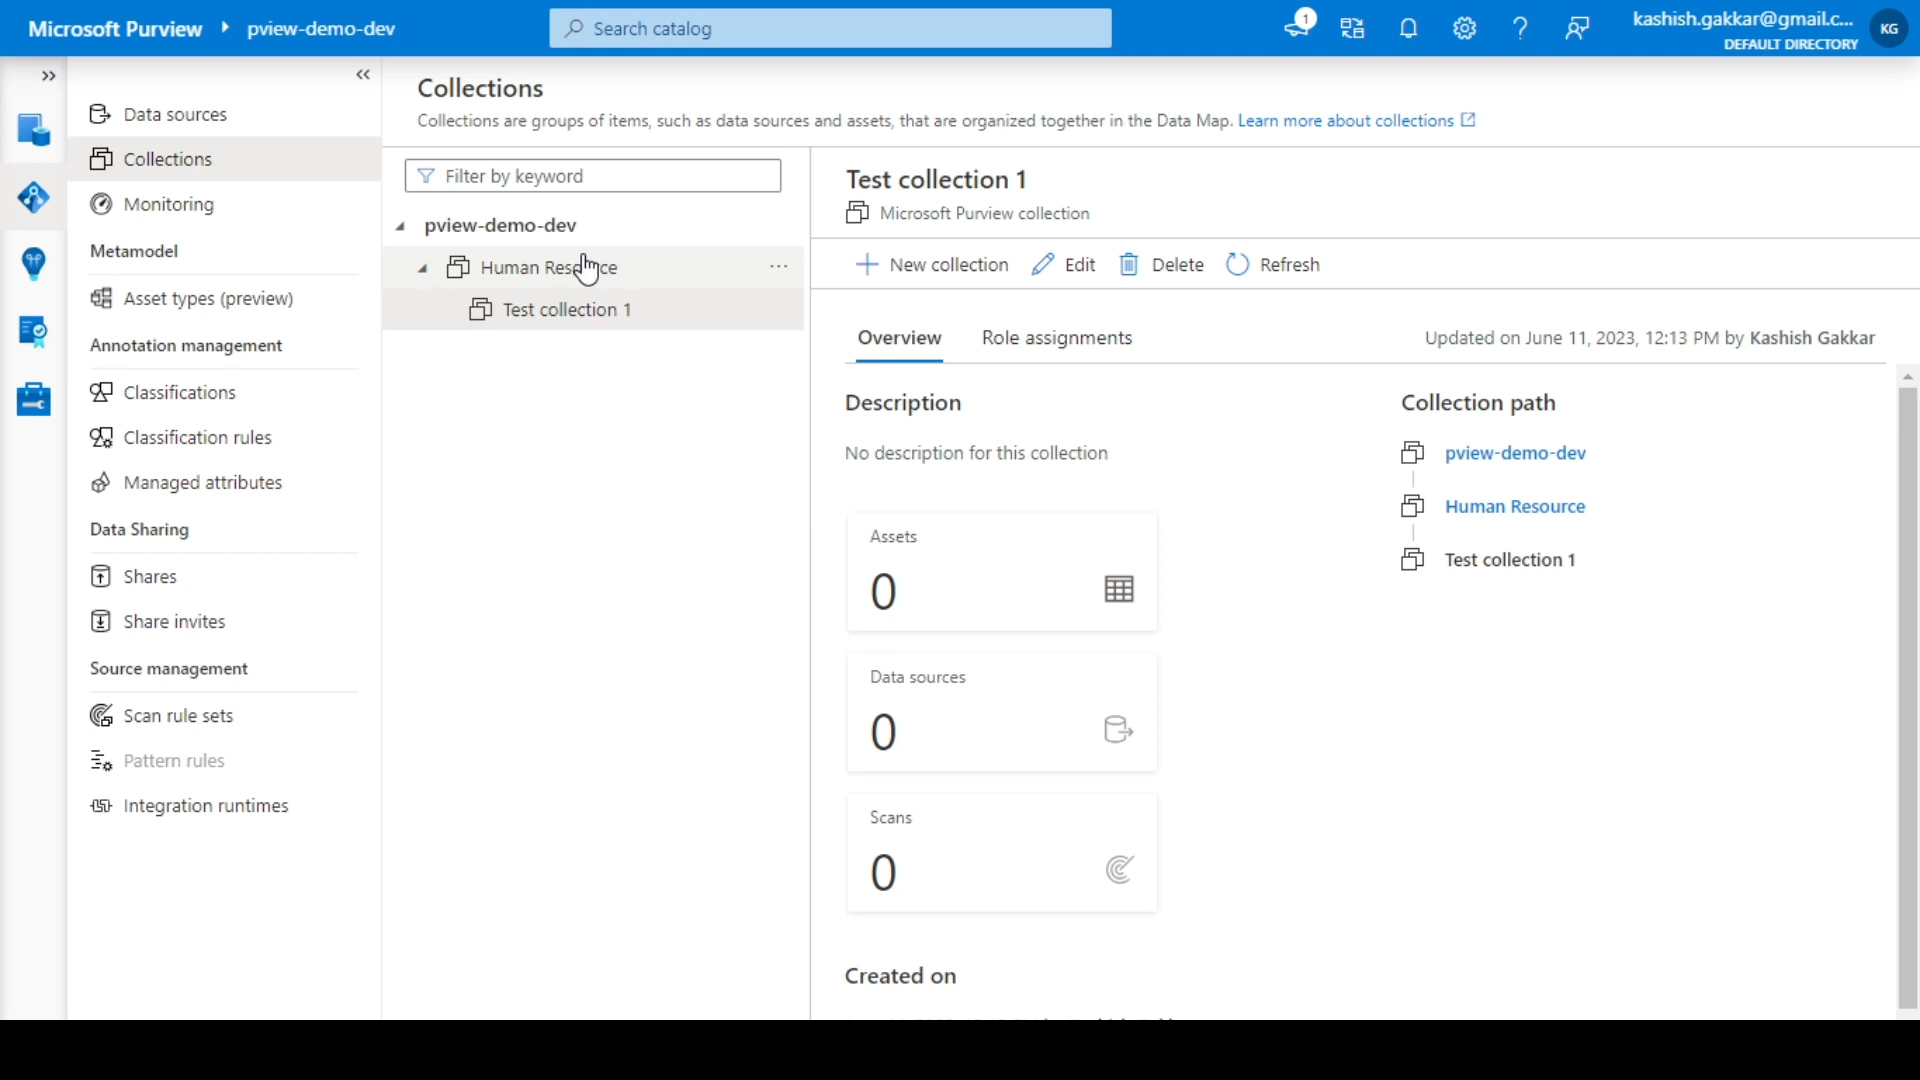 Microsoft Purview
pview-demo-dev
Search catalog
1
kashish.gakkar@gmail.c...
DEFAULT DIRECTORY
KG
Data sources
Collections
Monitoring
Metamodel
Asset types (preview)
Annotation management
Classifications
Classification rules
Managed attributes
Data Sharing
Shares
Share invites
Source management
Scan rule sets
Pattern rules
Integration runtimes
Collections
Collections are groups of items, such as data sources and assets, that are organized together in the Data Map. Learn more about collections
Filter by keyword
pview-demo-dev
Human Resource
Test collection 1
Test collection 1
Microsoft Purview collection
New collection
Edit
Delete
Refresh
Overview
Role assignments
Updated on June 11, 2023, 12:13 PM by Kashish Gakkar
Description
No description for this collection
Assets
0
Data sources
0
Scans
0
Collection path
pview-demo-dev
Human Resource
Test collection 1
Created on